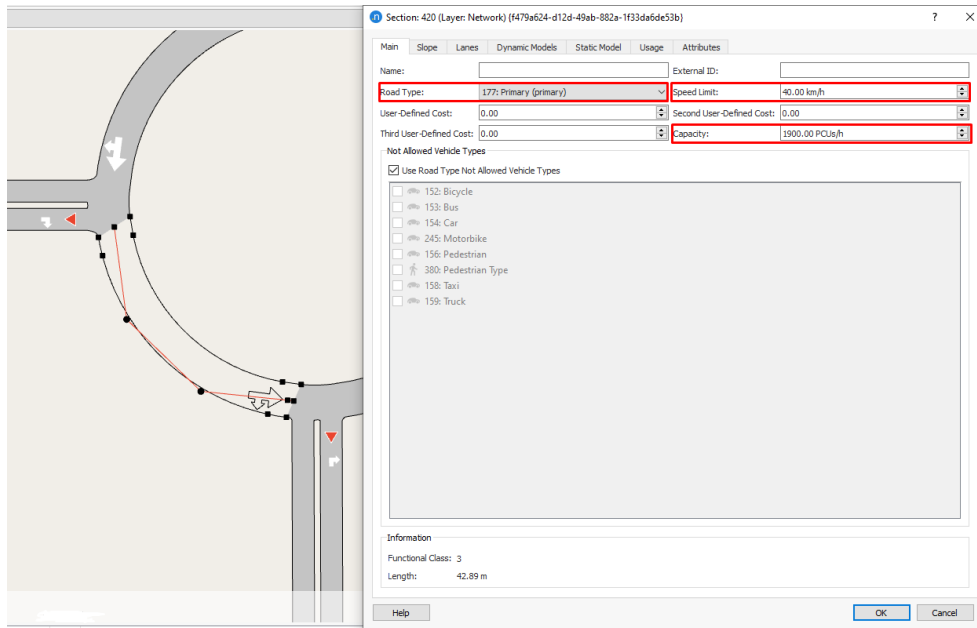 Section: 420 (Layer: Network) {f479a624-d12d-49ab-882a-1f33da6de53b}
? X
Main Slope Lanes Dynamic Models Static Model Usage Attributes
Name: External ID:
Road Type: 177: Primary (primary) Speed Limit: 40.00 km/h
User-Defined Cost: 0.00 Second User-Defined Cost: 0.00
Third User-Defined Cost: 0.00 Capacity: 1900.00 PCUs/h
Not Allowed Vehicle Types
Use Road Type Not Allowed Vehicle Types
152: Bicycle
153: Bus
154: Car
245: Motorbike
156: Pedestrian
380: Pedestrian Type
158: Taxi
159: Truck
Information
Functional Class: 3
Length: 42.89 m
Help OK Cancel